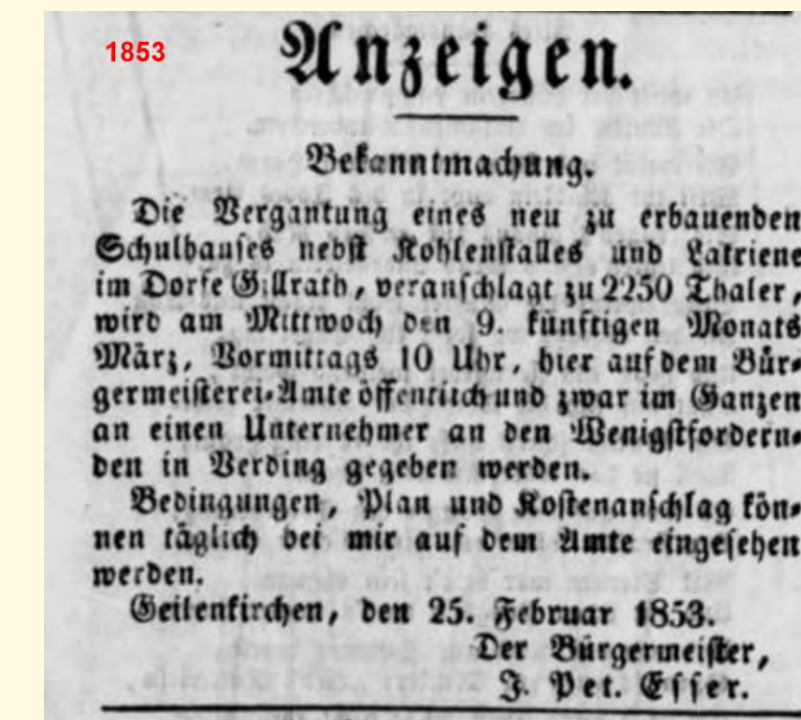 1853
Anzeigen.
Bekanntmachung.
Die Vergantung eines neu zu erbauenden
Schulhauses nebst Kohlenstalles und Latriene
im Dorfe Gillrath, veranschlagt zu 2250 Thaler,
wird am Mittwoch den 9. künftigen Monats
März, Vormittags 10 Uhr, hier auf dem Bür-
germeisterei-Amte öffentlich und zwar im Ganzen
an einen Unternehmer an den Wenigstfordern-
den in Verding gegeben werden.
Bedingungen, Plan und Kostenanschlag kön-
nen täglich bei mir auf dem Amte eingesehen
werden.
Geilenkirchen, den 25. Februar 1853.
Der Bürgermeister,
J. Pet. Esser.